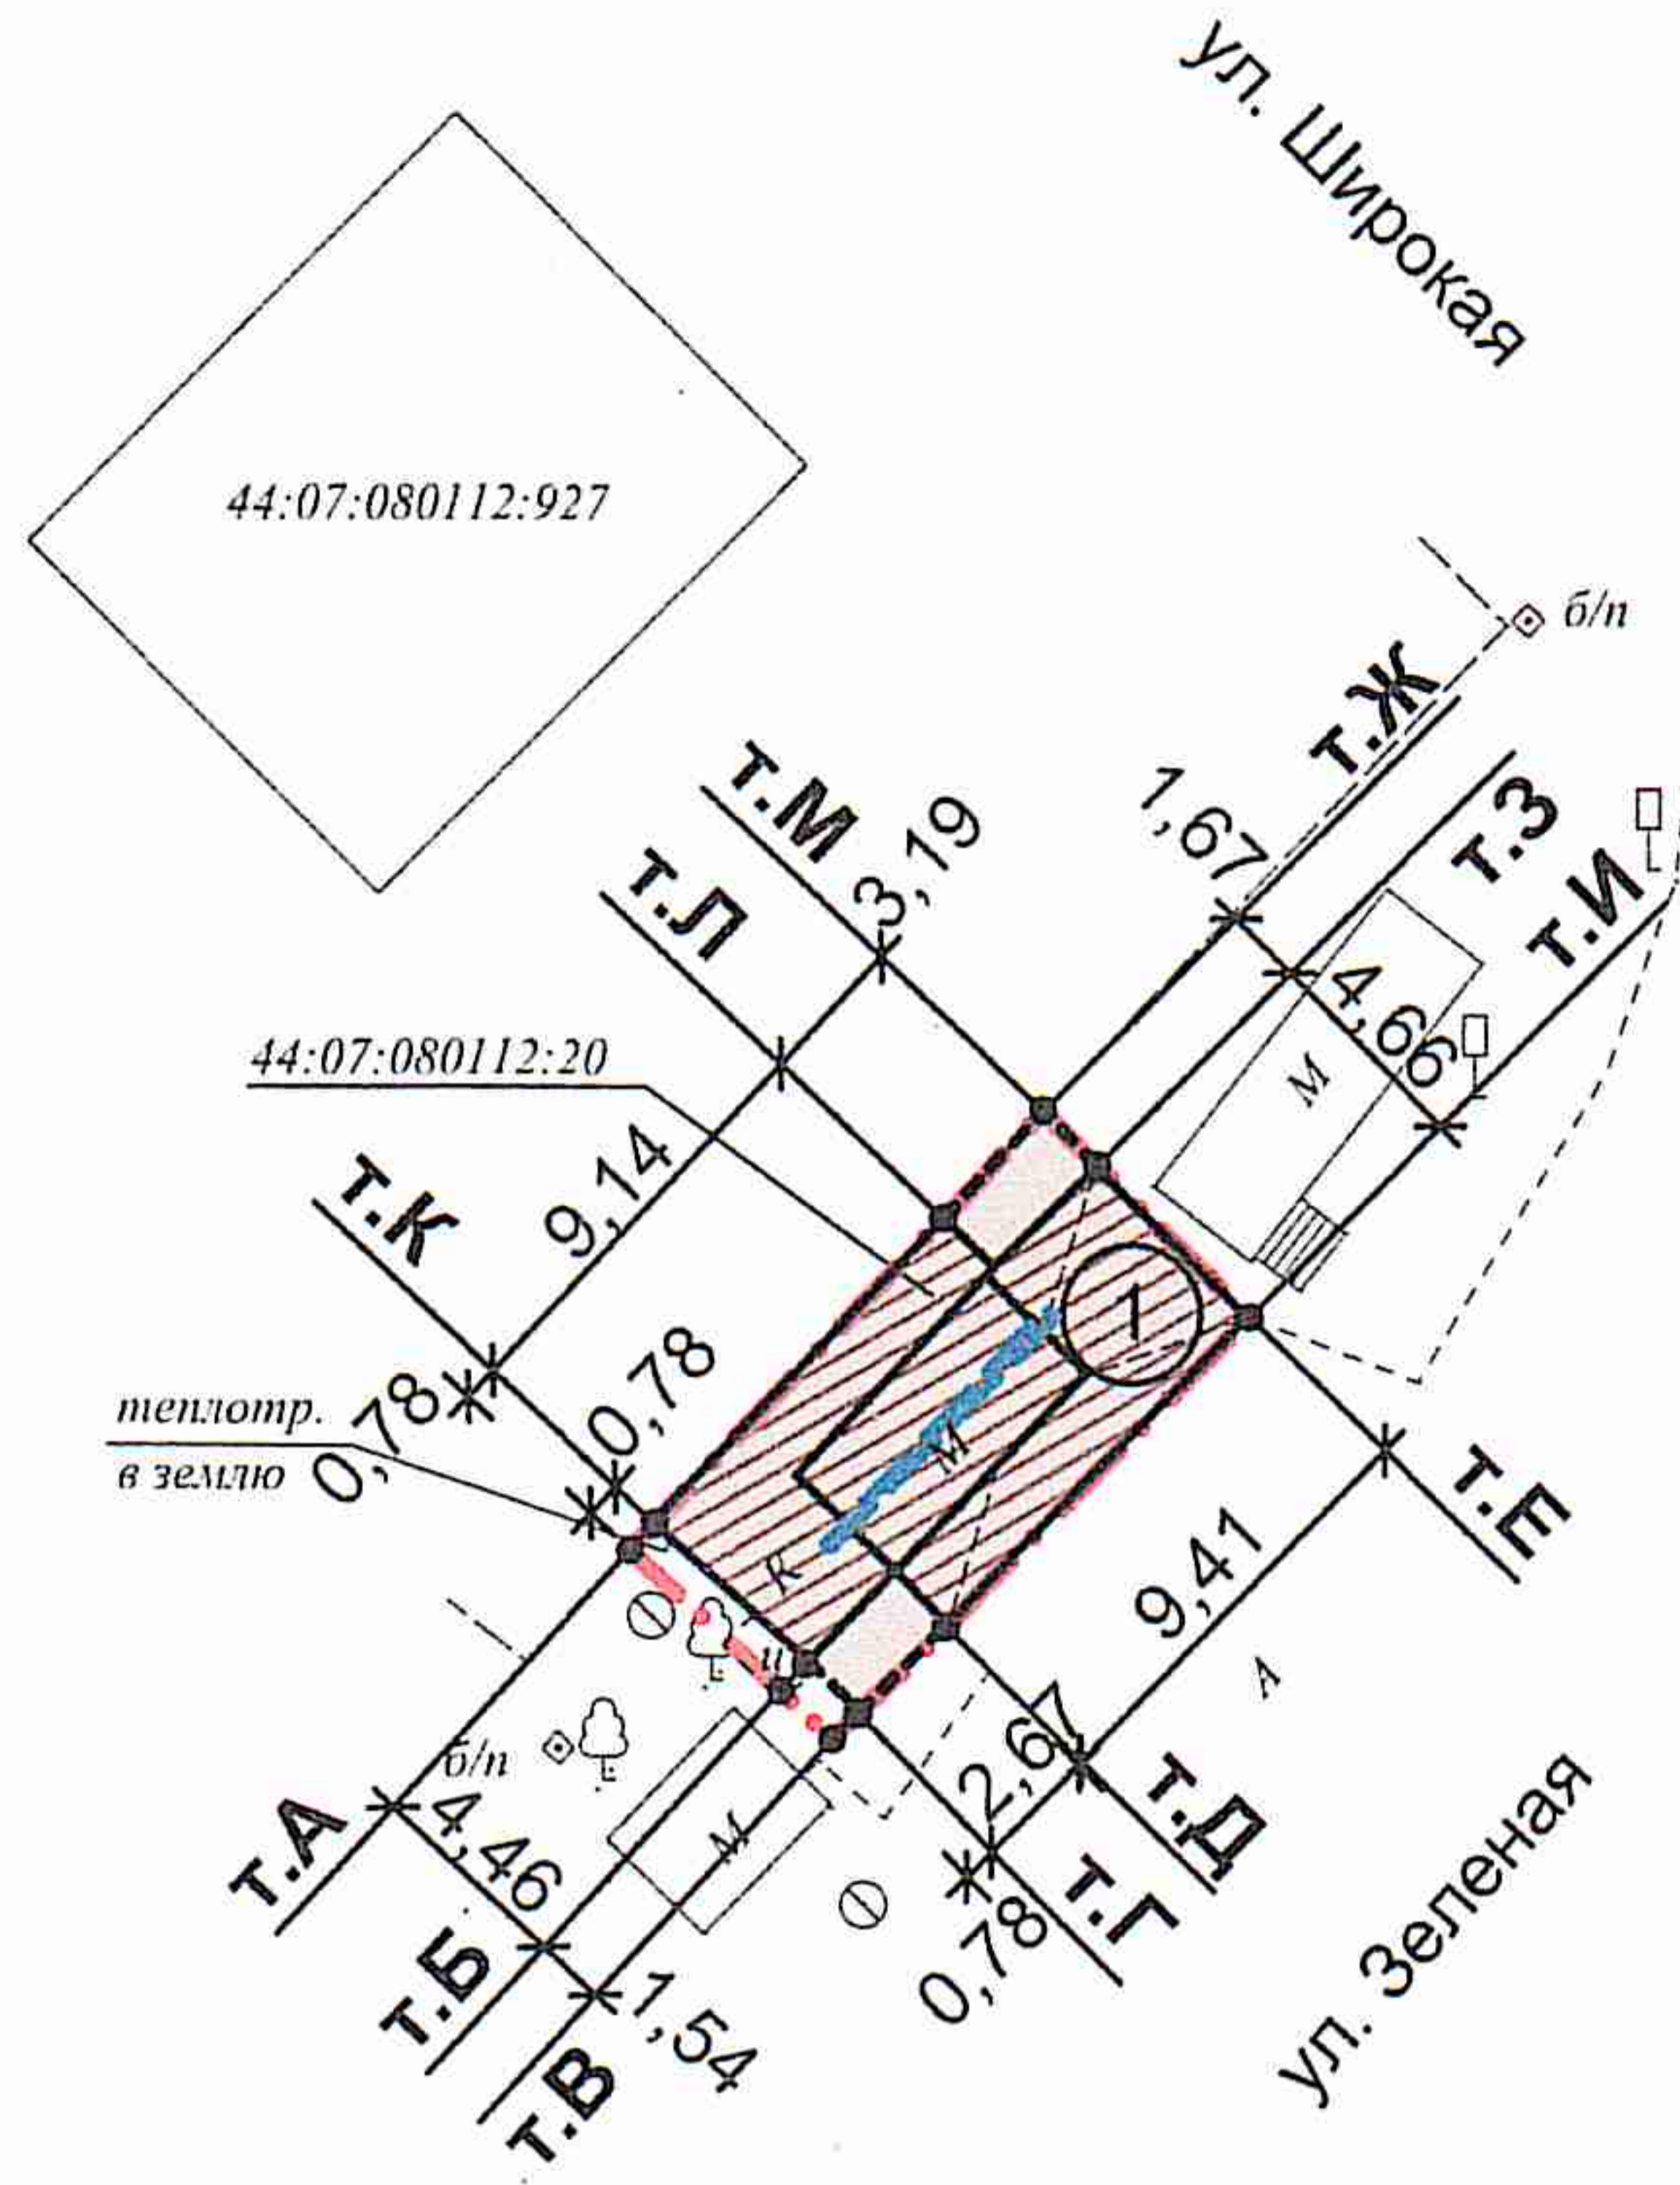 ул. Широкая
44:07:080112:927
б/п
т.Ж
т.М
3,19
1,67
т.З
т.Л
т.И
4,66
М
44:07:080112:20
9,14
т.К
1
0,78
0,78
теплотр.
в землю
М
К
т.Е
9,41
А
ц
2,67
б/п
т.Д
т.А
4,46
М
т.Г
0,78
т.Б
1,54
т.В
ул. Зеленая